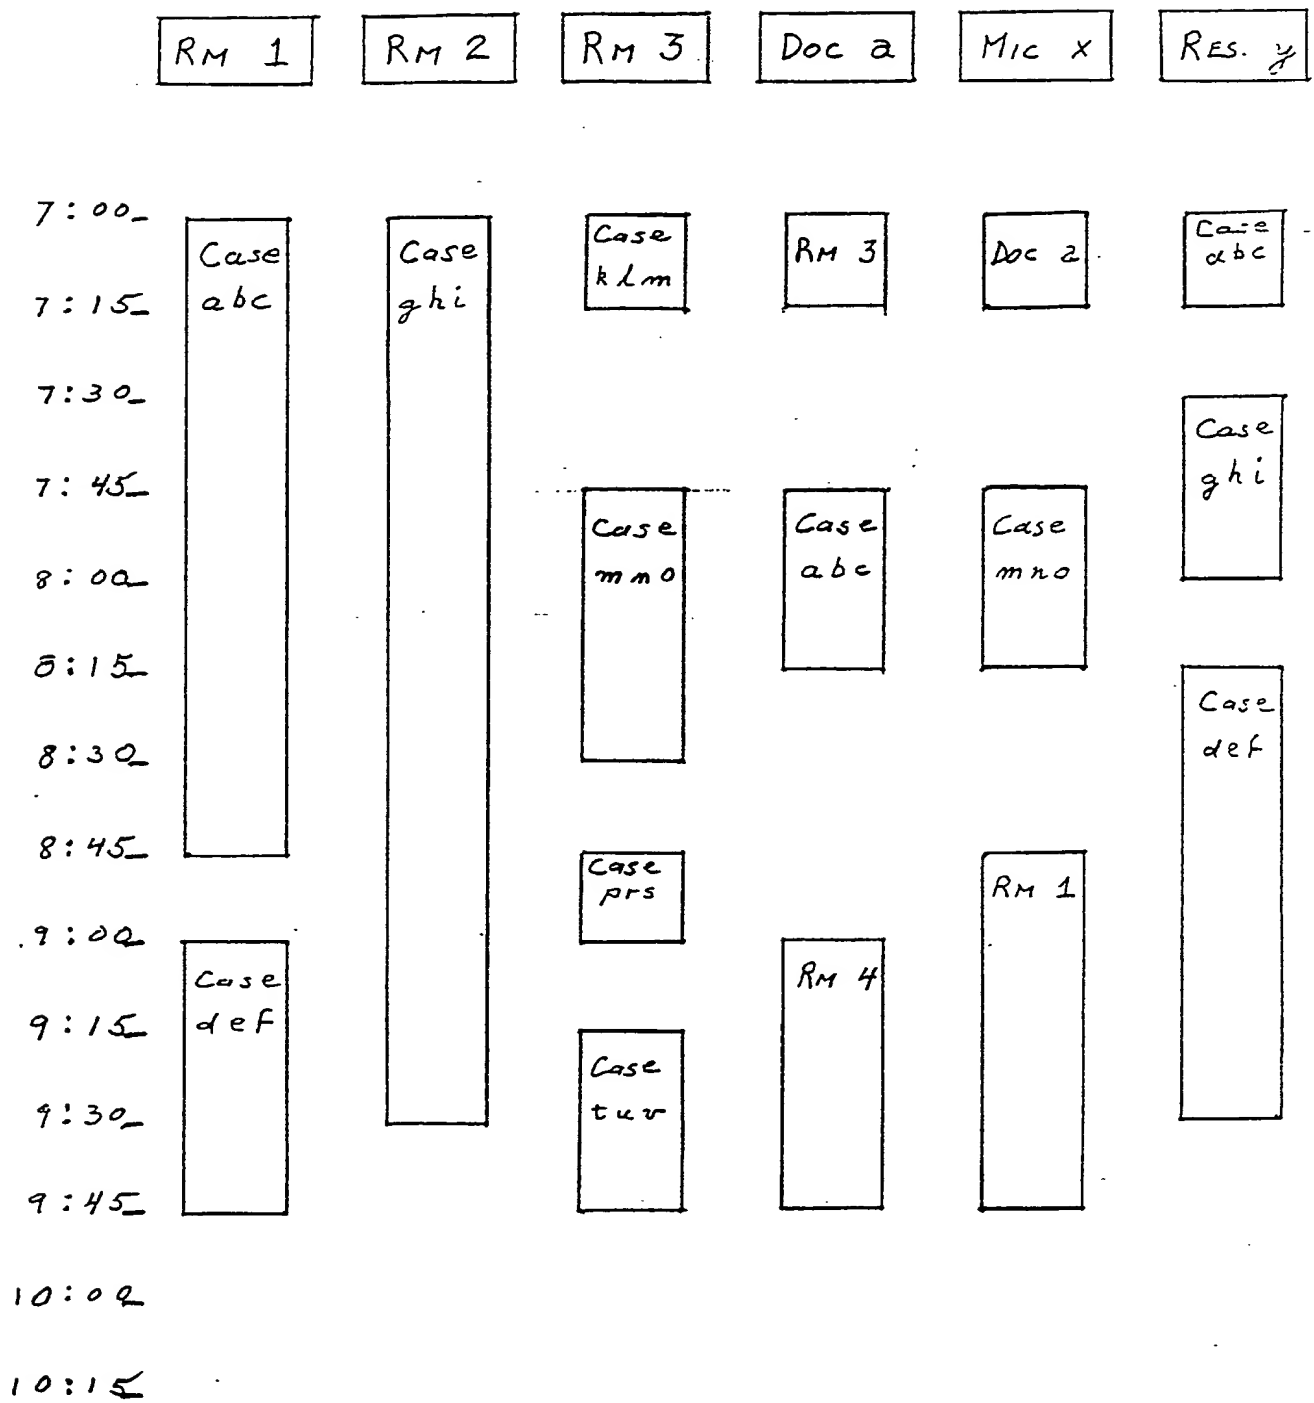 RM 1
RM 2
RM 3
Doc a
MIC x
RES. y
7:00
7:15
7:30
7:45
8:00
8:15
8:30
8:45
9:00
9:15
9:30
9:45
10:00
10:15
Case
abc
Case
def
Case
ghi
Case
klm
Case
mno
Case
prs
Case
tuv
RM 3
Case
abc
RM 4
Doc a
Case
mno
RM 1
Case
abc
Case
ghi
Case
def